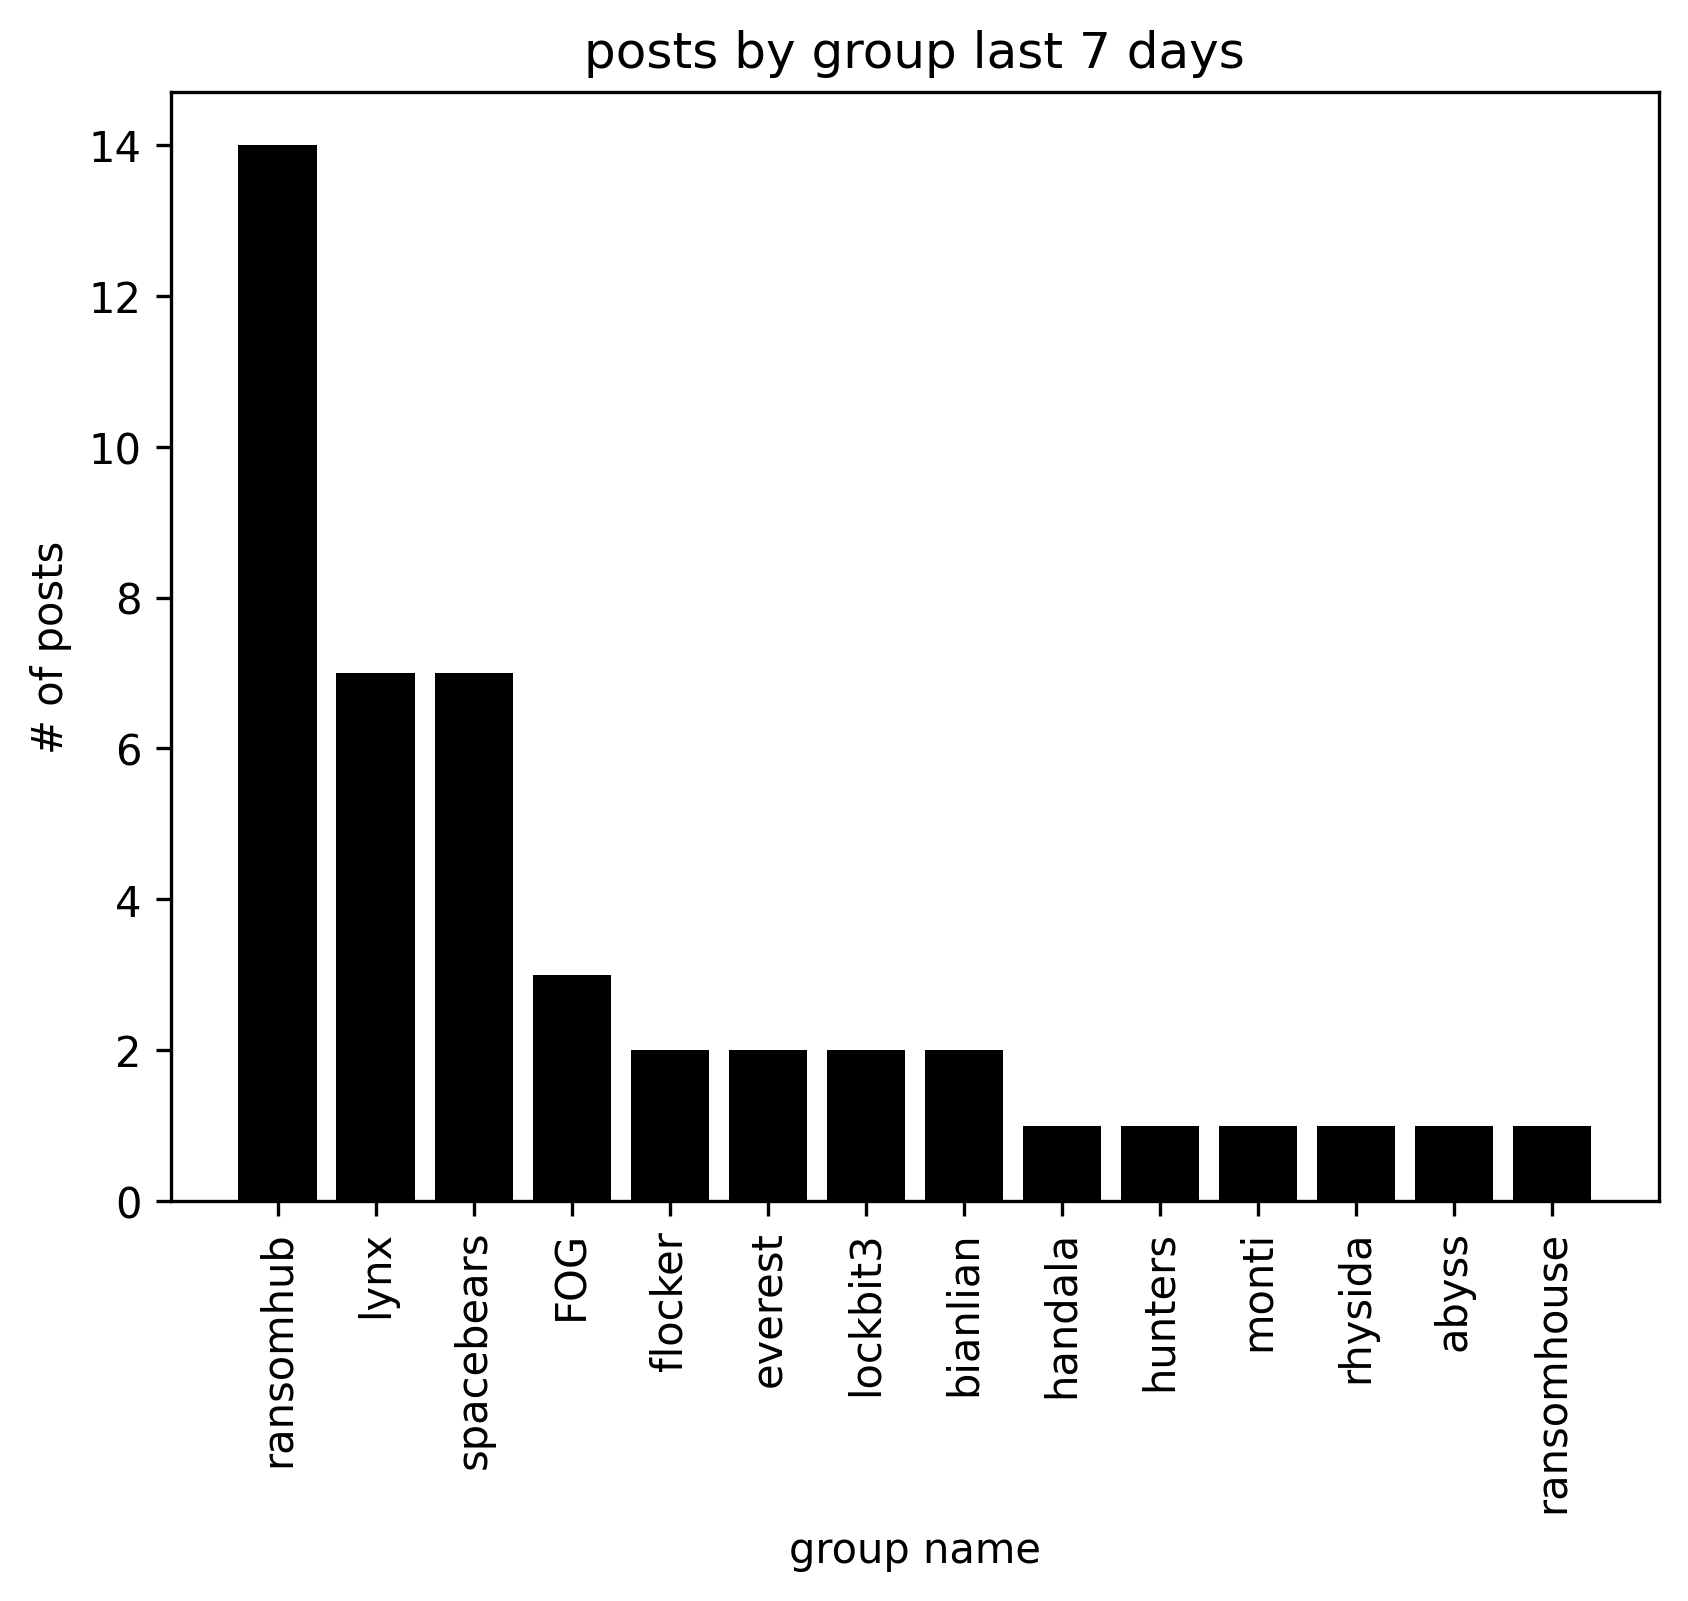 posts by group last 7 days
14
12
10
8
6
4
2
0
# of posts
ransomhub
lynx
spacebears
FOG
flocker
everest
lockbit3
bianlian
handala
hunters
monti
rhysida
abyss
ransomhouse
group name